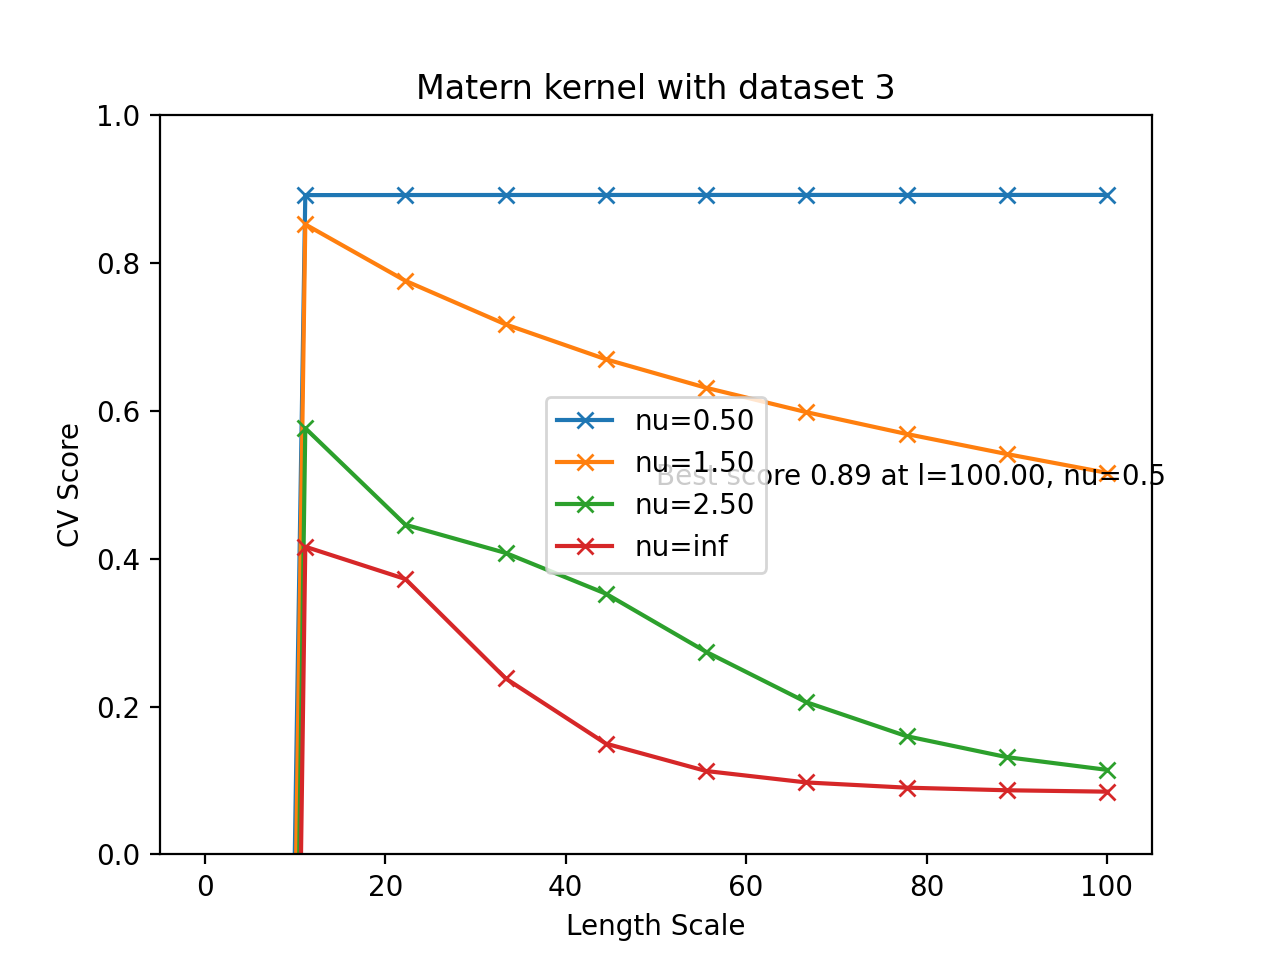 Matern kernel with dataset 3
1.0
0.8
0.6
0.4
0.2
0.0
CV Score
nu=0.50
nu=1.50
nu=2.50
nu=inf
Best score 0.89 at l=100.00, nu=0.5
0 20 40 60 80 100
Length Scale